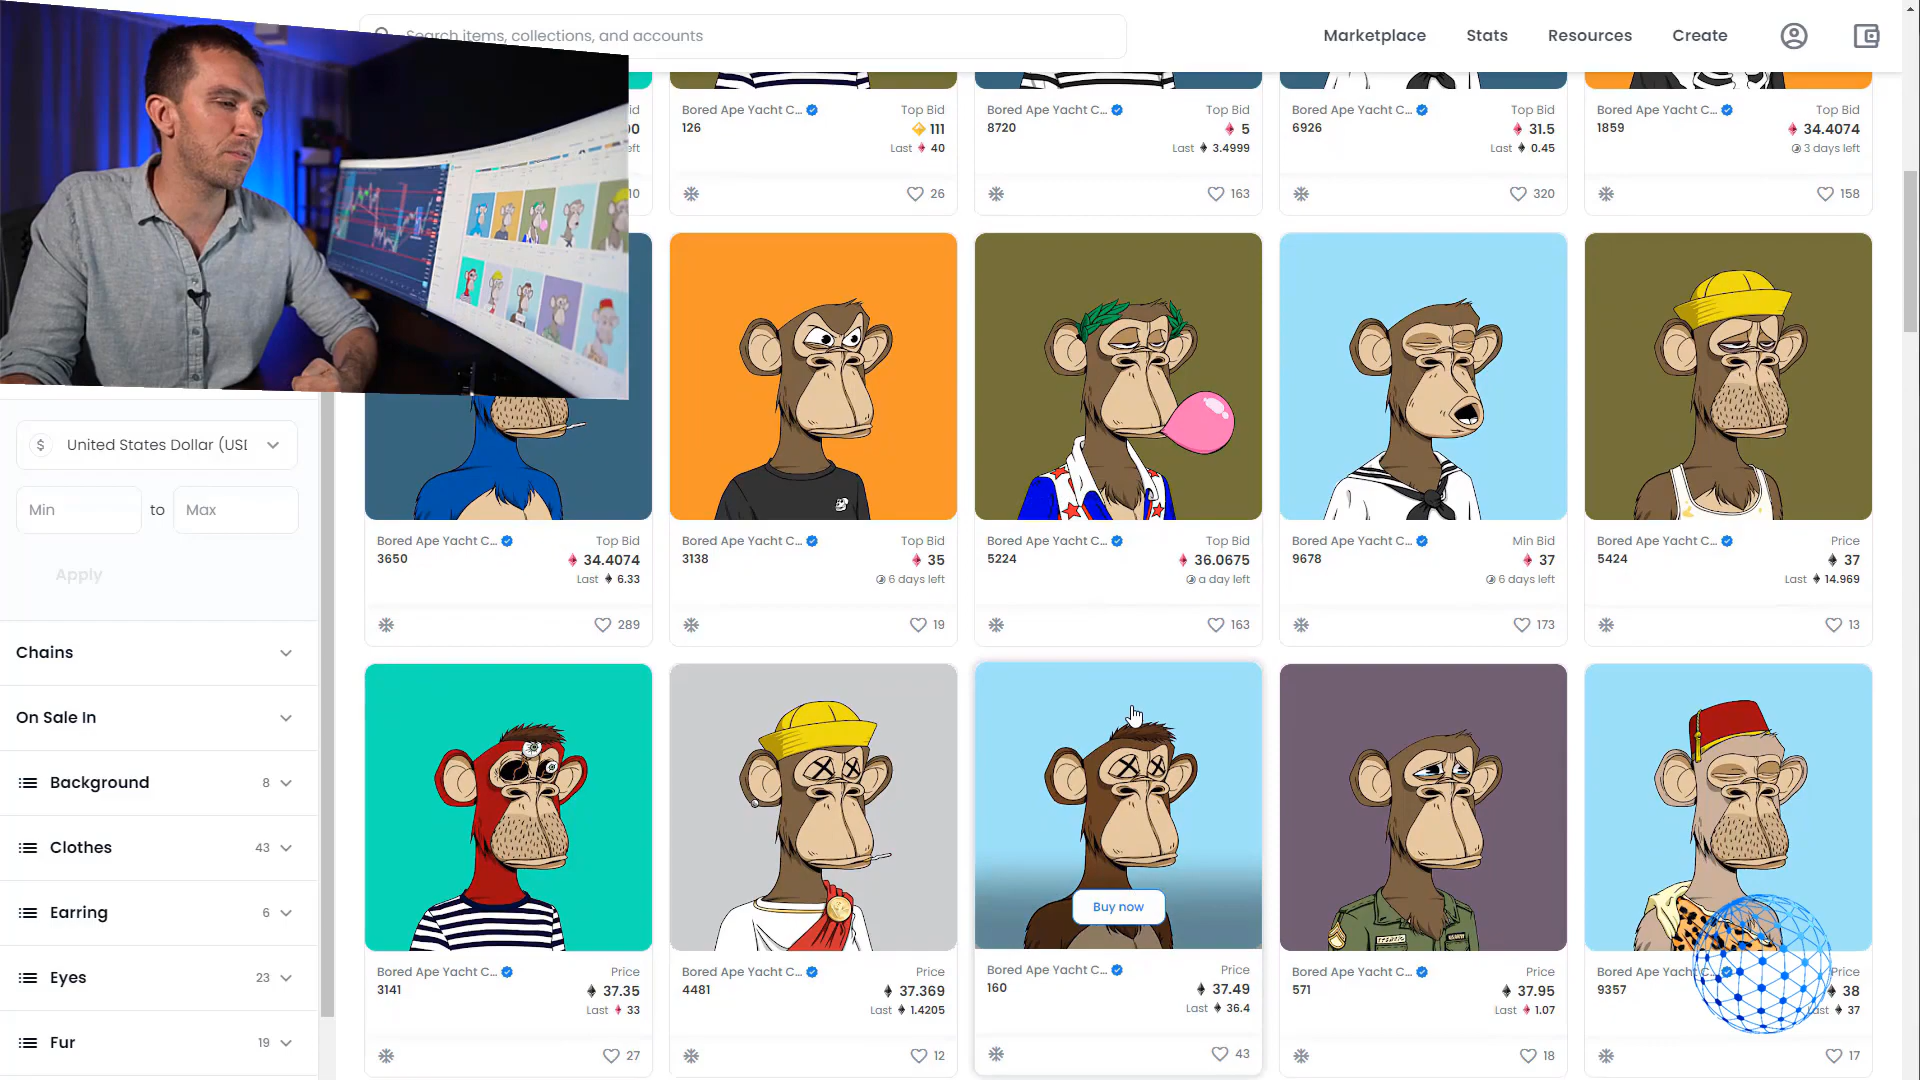 Search items, collections, and accounts
Marketplace
Stats
Resources
Create
Bored Ape Yacht C...
Top Bid
126
111
Last 40
26
Bored Ape Yacht C...
Top Bid
8720
5
Last 3.4999
163
Bored Ape Yacht C...
Top Bid
6926
31.5
Last 0.45
320
Bored Ape Yacht C...
Top Bid
1859
34.4074
3 days left
158
Bored Ape Yacht C...
Top Bid
3650
34.4074
Last 6.33
289
Bored Ape Yacht C...
Top Bid
3138
35
6 days left
19
Bored Ape Yacht C...
Top Bid
5224
36.0675
a day left
163
Bored Ape Yacht C...
Min Bid
9678
37
6 days left
173
Bored Ape Yacht C...
Price
5424
37
Last 14.969
13
$ United States Dollar (USD
Min to Max
Apply
Chains
On Sale In
Background 8
Clothes 43
Earring 6
Eyes 23
Fur 19
Bored Ape Yacht C...
Price
3141
37.35
Last 33
27
Bored Ape Yacht C...
Price
4481
37.369
Last 1.4205
12
Buy now
Bored Ape Yacht C...
Price
160
37.49
Last 36.4
43
Bored Ape Yacht C...
Price
571
37.95
Last 1.07
18
Bored Ape Yacht C...
Price
9357
38
Last 37
17